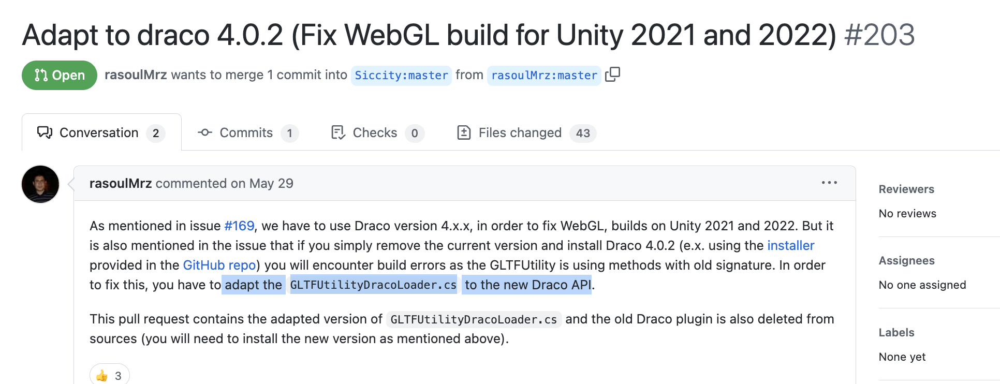 Adapt to draco 4.0.2 (Fix WebGL build for Unity 2021 and 2022) #203
Open rasoulMrz wants to merge 1 commit into Siccity:master from rasoulMrz:master
Conversation 2 Commits 1 Checks 0 Files changed 43
rasoulMrz commented on May 29
As mentioned in issue #169, we have to use Draco version 4.x.x, in order to fix WebGL, builds on Unity 2021 and 2022. But it
is also mentioned in the issue that if you simply remove the current version and install Draco 4.0.2 (e.x. using the installer
provided in the GitHub repo) you will encounter build errors as the GLTFUtility is using methods with old signature. In order
to fix this, you have to adapt the GLTFUtilityDracoLoader.cs to the new Draco API.
This pull request contains the adapted version of GLTFUtilityDracoLoader.cs and the old Draco plugin is also deleted from
sources (you will need to install the new version as mentioned above).
👍 3
Reviewers
No reviews
Assignees
No one assigned
Labels
None yet